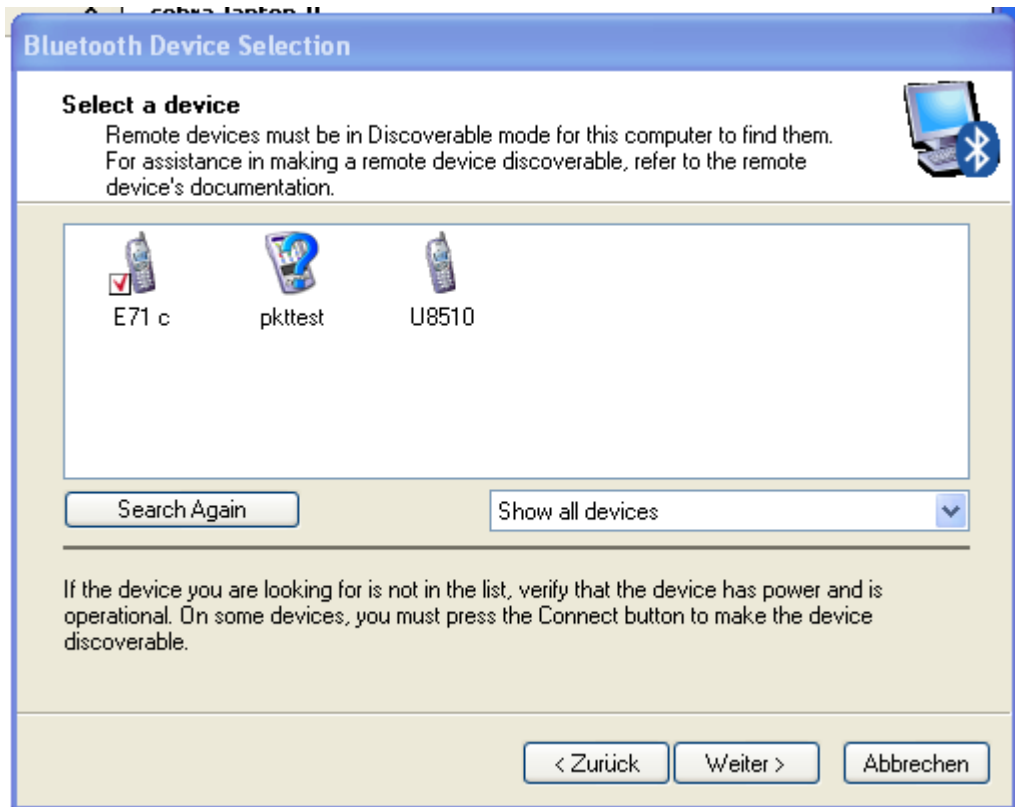 cobra laptop
Bluetooth Device Selection
Select a device
Remote devices must be in Discoverable mode for this computer to find them.
For assistance in making a remote device discoverable, refer to the remote
device's documentation.
E71 c pkttest U8510
Search Again Show all devices
If the device you are looking for is not in the list, verify that the device has power and is
operational. On some devices, you must press the Connect button to make the device
discoverable.
< Zurück Weiter > Abbrechen